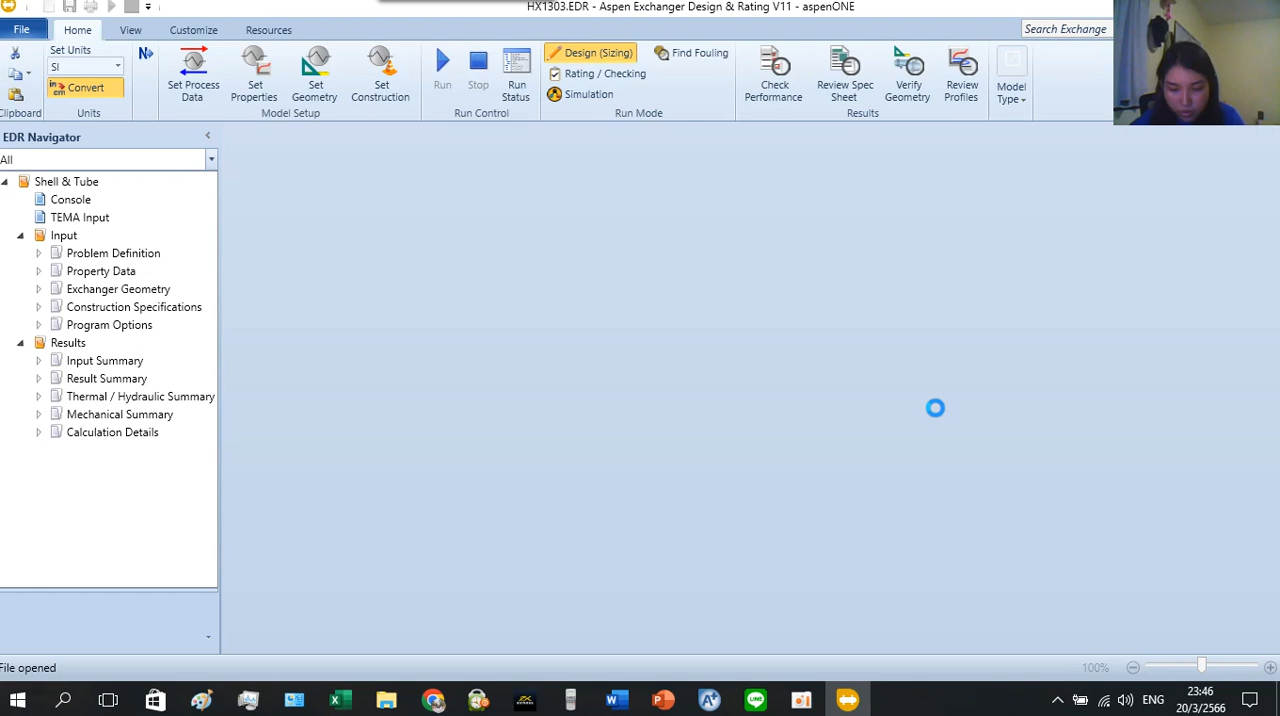 HX1303.EDR - Aspen Exchanger Design & Rating V11 - aspenONE
File
Home
View
Customize
Resources
Search Exchange
Set Units
SI
Convert
Clipboard
Units
Set Process
Data
Set
Properties
Set
Geometry
Set
Construction
Model Setup
Run
Stop
Run
Status
Run Control
Design (Sizing)
Find Fouling
Rating / Checking
Simulation
Run Mode
Check
Performance
Review Spec
Sheet
Verify
Geometry
Review
Profiles
Results
Model
Type
EDR Navigator
All
Shell & Tube
Console
TEMA Input
Input
Problem Definition
Property Data
Exchanger Geometry
Construction Specifications
Program Options
Results
Input Summary
Result Summary
Thermal / Hydraulic Summary
Mechanical Summary
Calculation Details
File opened
100%
ENG
23:46
20/3/2566